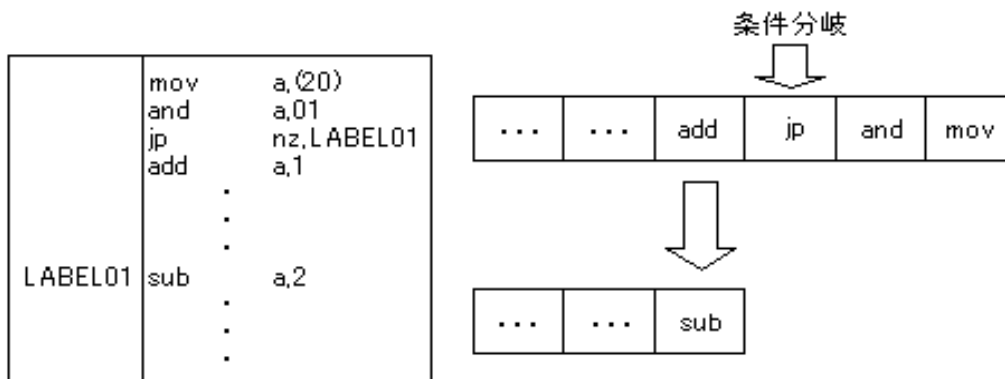 条件分岐
mov a,(20)
and a,01
jp nz,LABEL01
add a,1
・
・
・
LABEL01 sub a,2
・
・
・
・・・ ・・・ add jp and mov
・・・ ・・・ sub